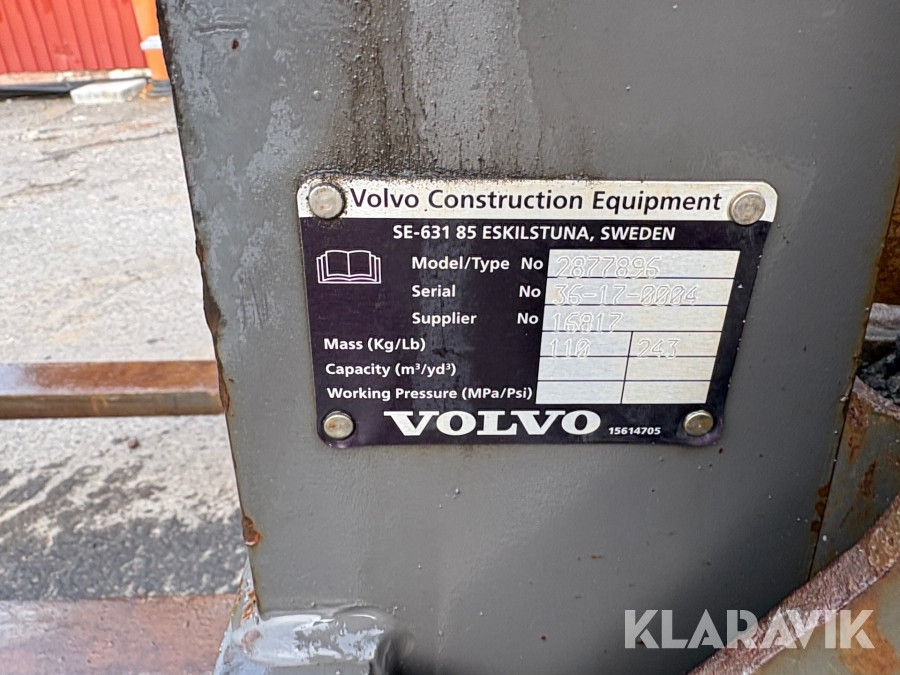 Volvo Construction Equipment
SE-631 85 ESKILSTUNA, SWEDEN
Model/Type No 2877896
Serial No 36-17-0004
Supplier No 16817
Mass (Kg/Lb) 110 243
Capacity (m³/yd³)
Working Pressure (MPa/Psi)
VOLVO 15614705
KLARAVIK